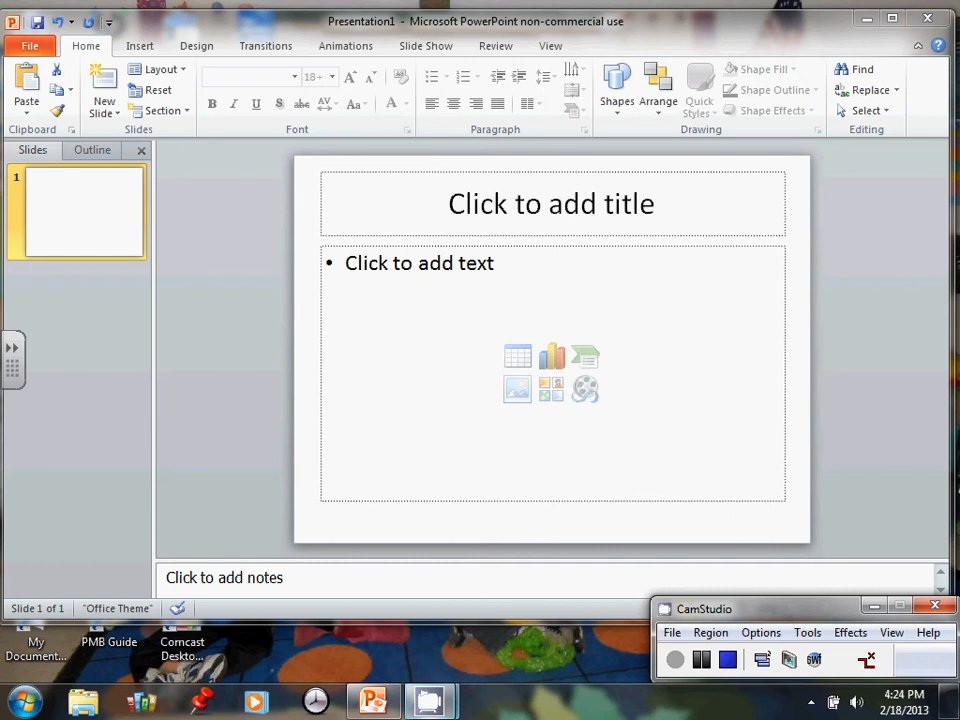 Presentation1 - Microsoft PowerPoint non-commercial use
File Home Insert Design Transitions Animations Slide Show Review View
Paste
Clipboard
New Slide
Layout
Reset
Section
Slides
18+
B I U S abc AV Aa A
Font
Paragraph
Shapes Arrange Quick Styles
Shape Fill
Shape Outline
Shape Effects
Drawing
Find
Replace
Select
Editing
Slides Outline
1
Click to add title
• Click to add text
Click to add notes
Slide 1 of 1 "Office Theme"
My Document...
PMB Guide
Comcast Deskto...
CamStudio
File Region Options Tools Effects View Help
4:24 PM
2/18/2013